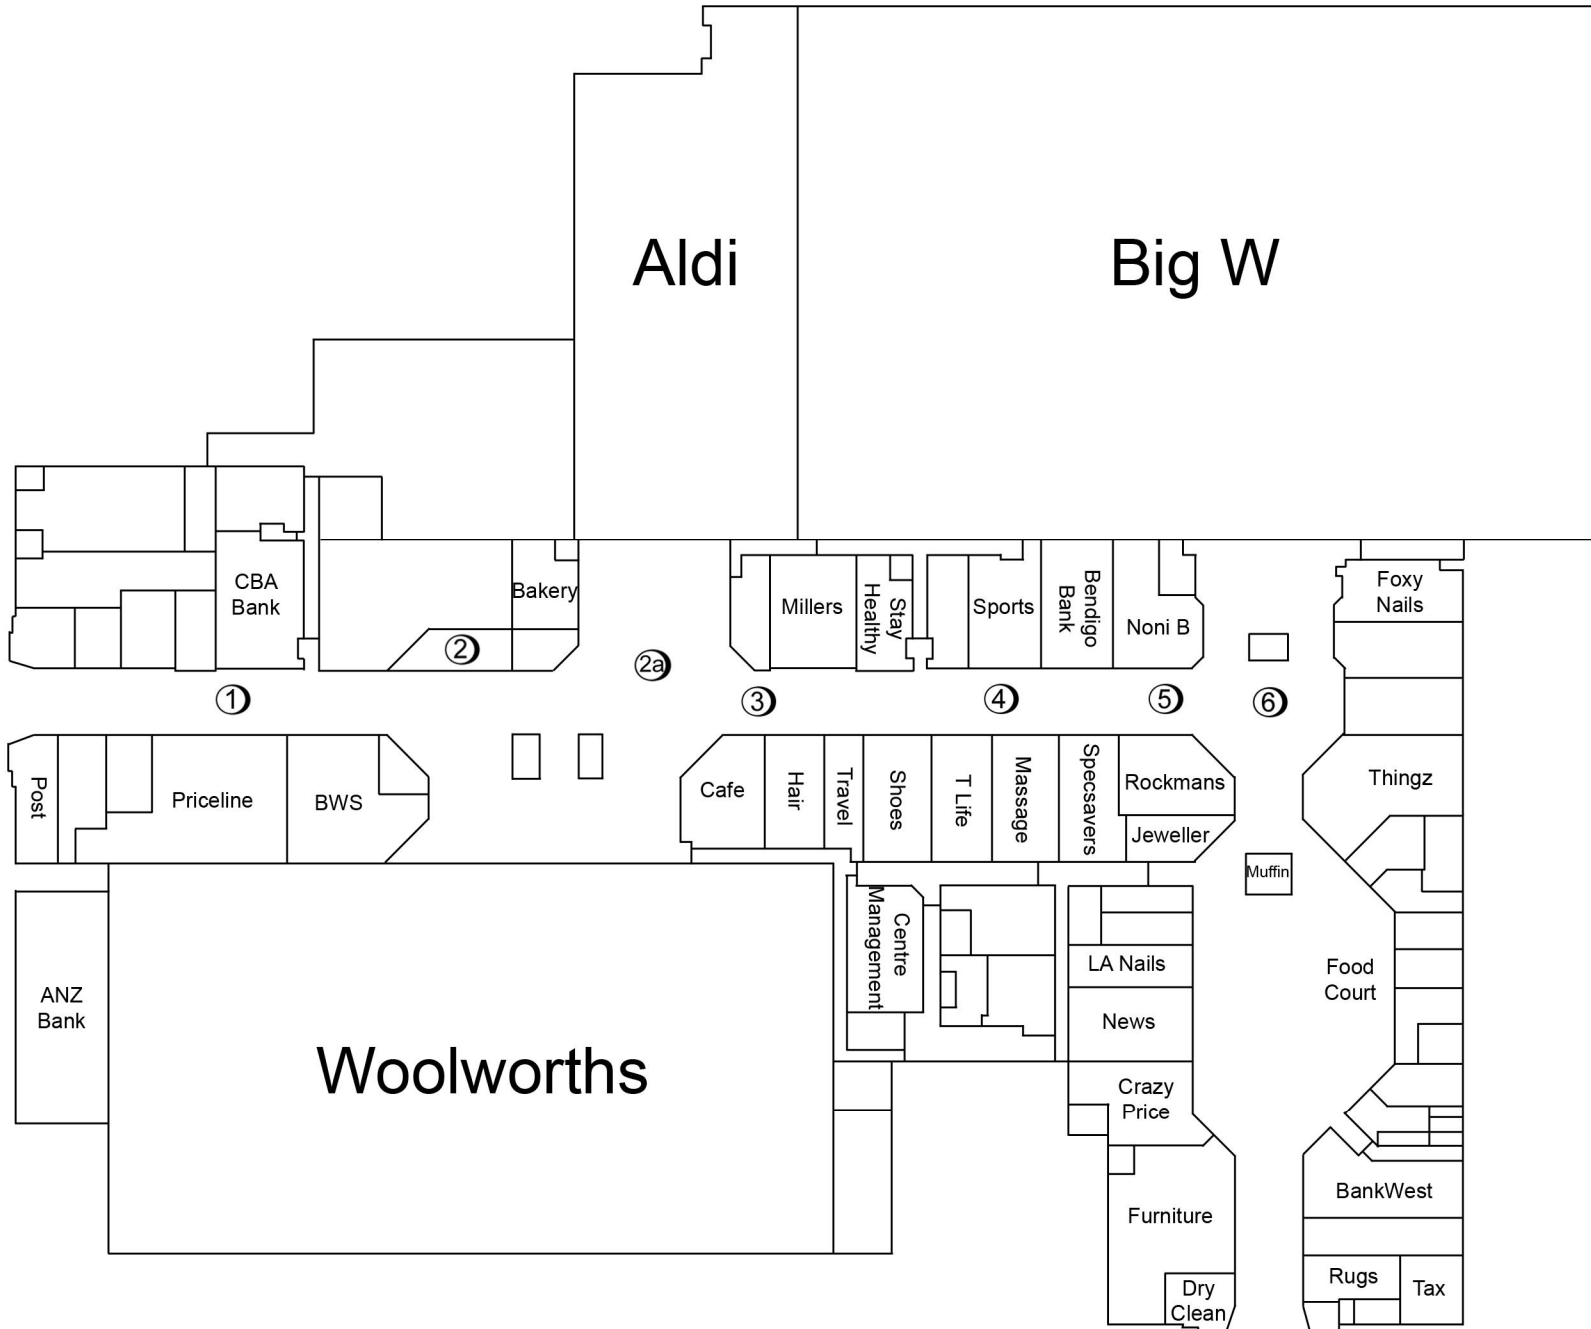 Aldi
Big W
CBA
Bank
Bakery
2
2a
Millers
Stay
Healthy
Sports
Bendigo
Bank
Noni B
Foxy
Nails
1
3
4
5
6
Post
Priceline
BWS
Cafe
Hair
Travel
Shoes
T Life
Massage
Specsavers
Rockmans
Jeweller
Thingz
Muffin
Centre
Management
LA Nails
News
Food
Court
ANZ
Bank
Woolworths
Crazy
Price
BankWest
Furniture
Rugs
Tax
Dry
Clean